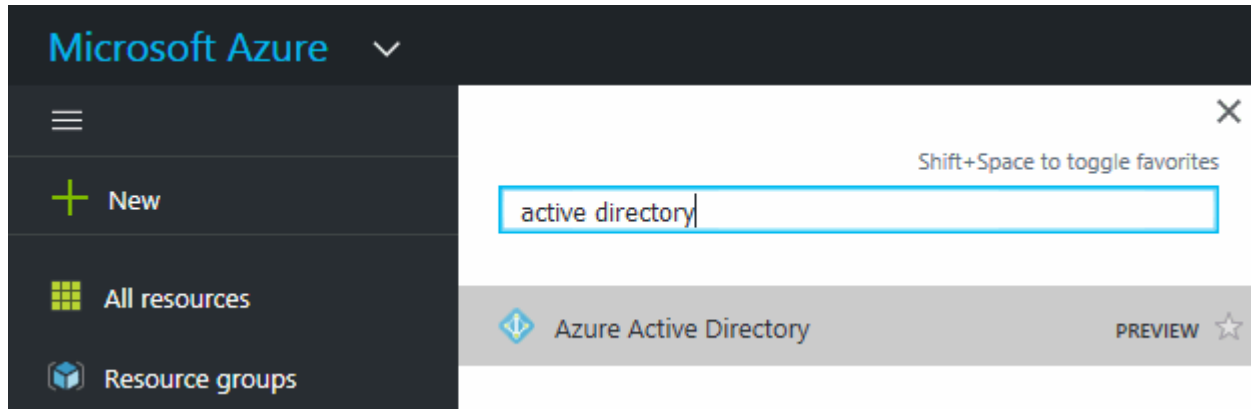 Microsoft Azure
New
All resources
Resource groups
Shift+Space to toggle favorites
active directory
Azure Active Directory PREVIEW